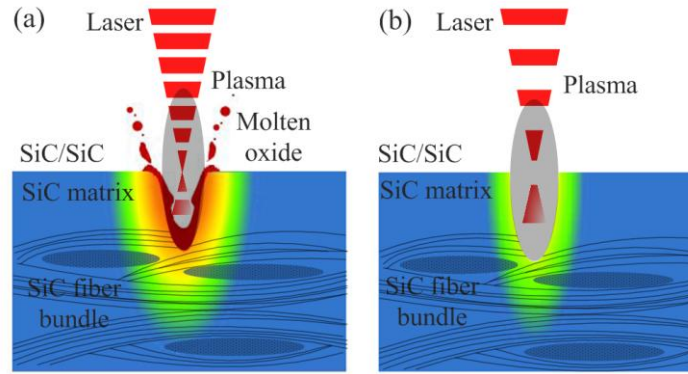 (a)
Laser
Plasma
Molten
oxide
SiC/SiC
SiC matrix
SiC fiber
bundle
(b)
Laser
Plasma
SiC/SiC
SiC matrix
SiC fiber
bundle